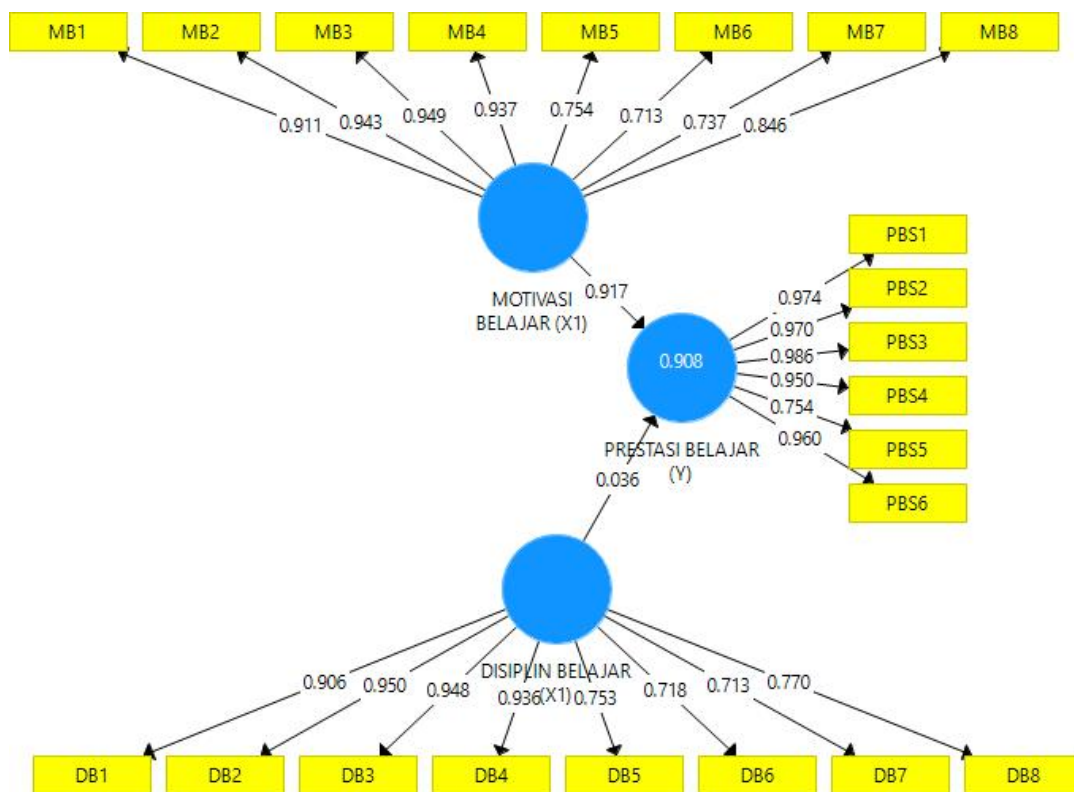 MB1 MB2 MB3 MB4 MB5 MB6 MB7 MB8
0.911 0.943 0.949 0.937 0.754 0.713 0.737 0.846
MOTIVASI
BELAJAR (X1)
0.917
PBS1
PBS2
PBS3
PBS4
PBS5
PBS6
0.974
0.970
0.986
0.950
0.754
0.960
0.908
PRESTASI BELAJAR
(Y)
0.036
DISIPLIN BELAJAR
(X1)
0.906 0.950 0.948 0.936 0.753 0.718 0.713 0.770
DB1 DB2 DB3 DB4 DB5 DB6 DB7 DB8